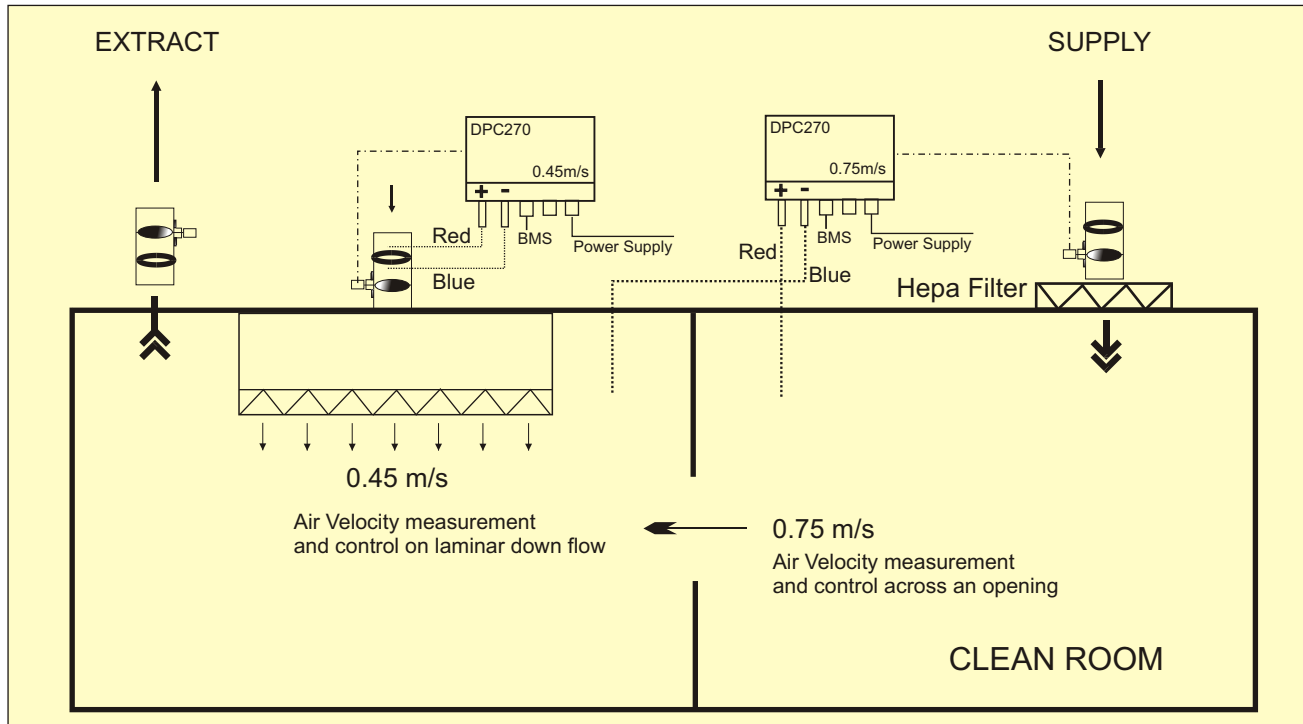 EXTRACT
SUPPLY
DPC270
0.45m/s
+ -
Red
Blue
BMS
Power Supply
DPC270
0.75m/s
+ -
Red
Blue
BMS
Power Supply
Hepa Filter
0.45 m/s
Air Velocity measurement
and control on laminar down flow
0.75 m/s
Air Velocity measurement
and control across an opening
CLEAN ROOM